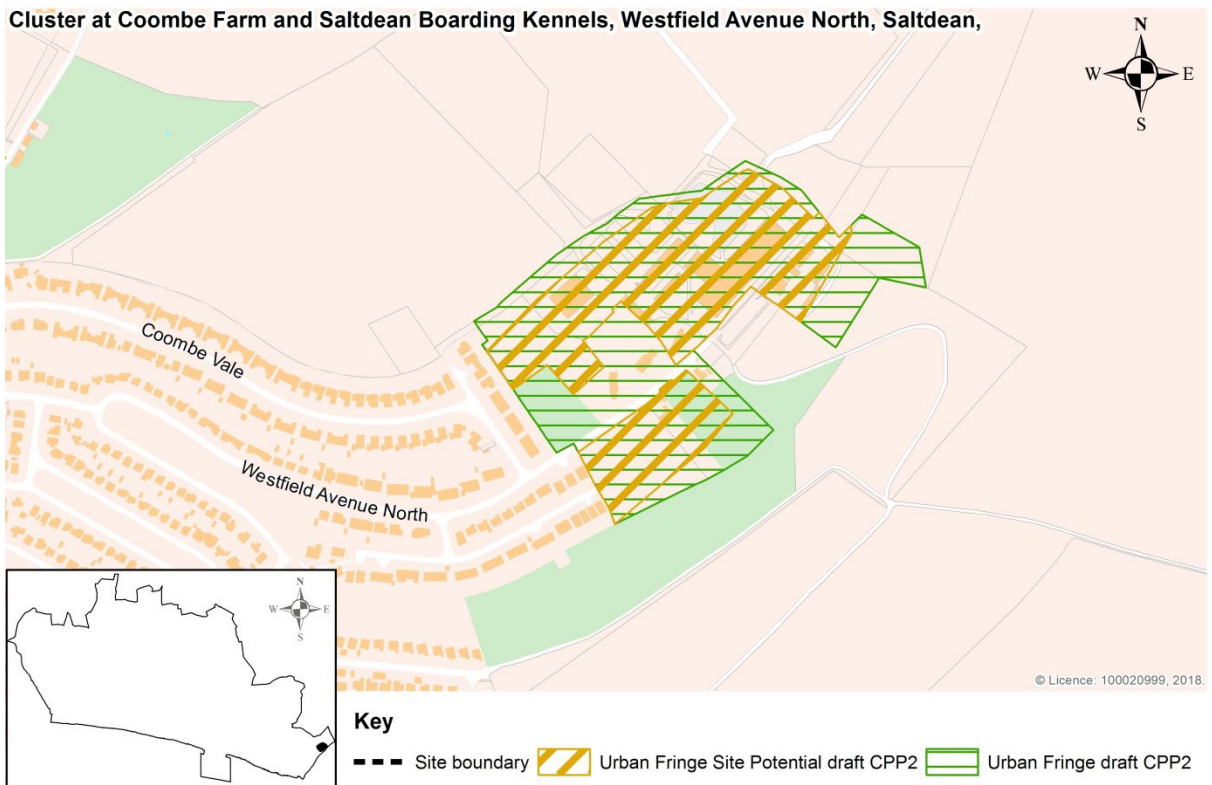 Cluster at Coombe Farm and Saltdean Boarding Kennels, Westfield Avenue North, Saltdean,
N
W E
S
Coombe Vale
Westfield Avenue North
N
W E
S
© Licence: 100020999, 2018.
Key
Site boundary
Urban Fringe Site Potential draft CPP2
Urban Fringe draft CPP2